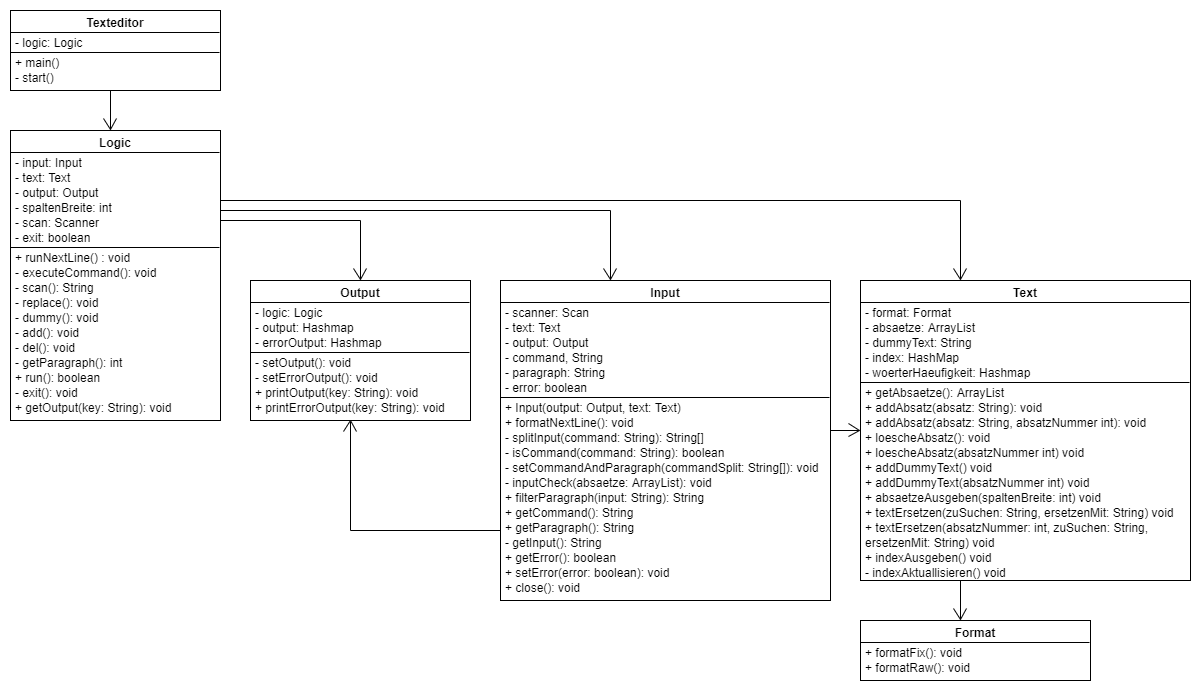 Texteditor
- logic: Logic
+ main()
- start()
Logic
- input: Input
- text: Text
- output: Output
- spaltenBreite: int
- scan: Scanner
- exit: boolean
+ runNextLine() : void
- executeCommand(): void
- scan(): String
- replace(): void
- dummy(): void
- add(): void
- del(): void
- getParagraph(): int
+ run(): boolean
- exit(): void
+ getOutput(key: String): void
Output
- logic: Logic
- output: Hashmap
- errorOutput: Hashmap
- setOutput(): void
- setErrorOutput(): void
+ printOutput(key: String): void
+ printErrorOutput(key: String): void
Input
- scanner: Scan
- text: Text
- output: Output
- command, String
- paragraph: String
- error: boolean
+ Input(output: Output, text: Text)
+ formatNextLine(): void
- splitInput(command: String): String[]
- isCommand(command: String): boolean
- setCommandAndParagraph(commandSplit: String[]): void
- inputCheck(absaetze: ArrayList): void
+ filterParagraph(input: String): String
+ getCommand(): String
+ getParagraph(): String
- getInput(): String
+ getError(): boolean
+ setError(error: boolean): void
+ close(): void
Text
- format: Format
- absaetze: ArrayList
- dummyText: String
- index: HashMap
- woerterHaeufigkeit: Hashmap
+ getAbsaetze(): ArrayList
+ addAbsatz(absatz: String): void
+ addAbsatz(absatz: String, absatzNummer int): void
+ loescheAbsatz(): void
+ loescheAbsatz(absatzNummer int) void
+ addDummyText() void
+ addDummyText(absatzNummer int) void
+ absaetzeAusgeben(spaltenBreite: int) void
+ textErsetzen(zuSuchen: String, ersetzenMit: String) void
+ textErsetzen(absatzNummer: int, zuSuchen: String,
ersetzenMit: String) void
+ indexAusgeben() void
- indexAktuallisieren() void
Format
+ formatFix(): void
+ formatRaw(): void